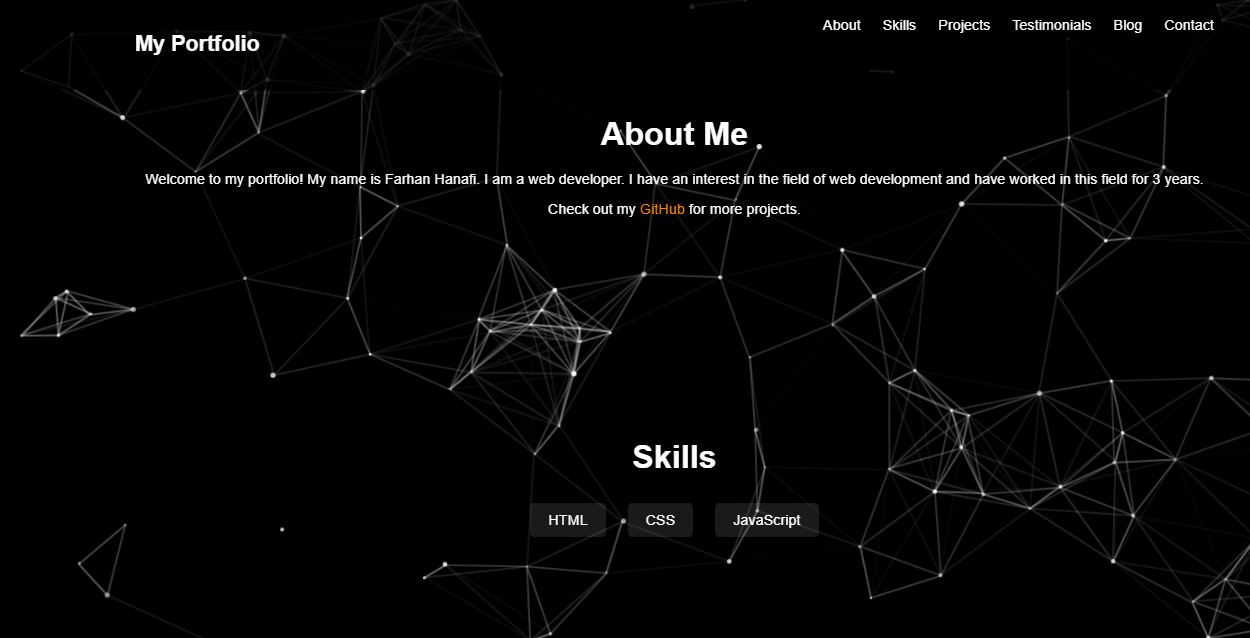 My Portfolio
About Skills Projects Testimonials Blog Contact
About Me
Welcome to my portfolio! My name is Farhan Hanafi. I am a web developer. I have an interest in the field of web development and have worked in this field for 3 years.
Check out my GitHub for more projects.
Skills
HTML CSS JavaScript